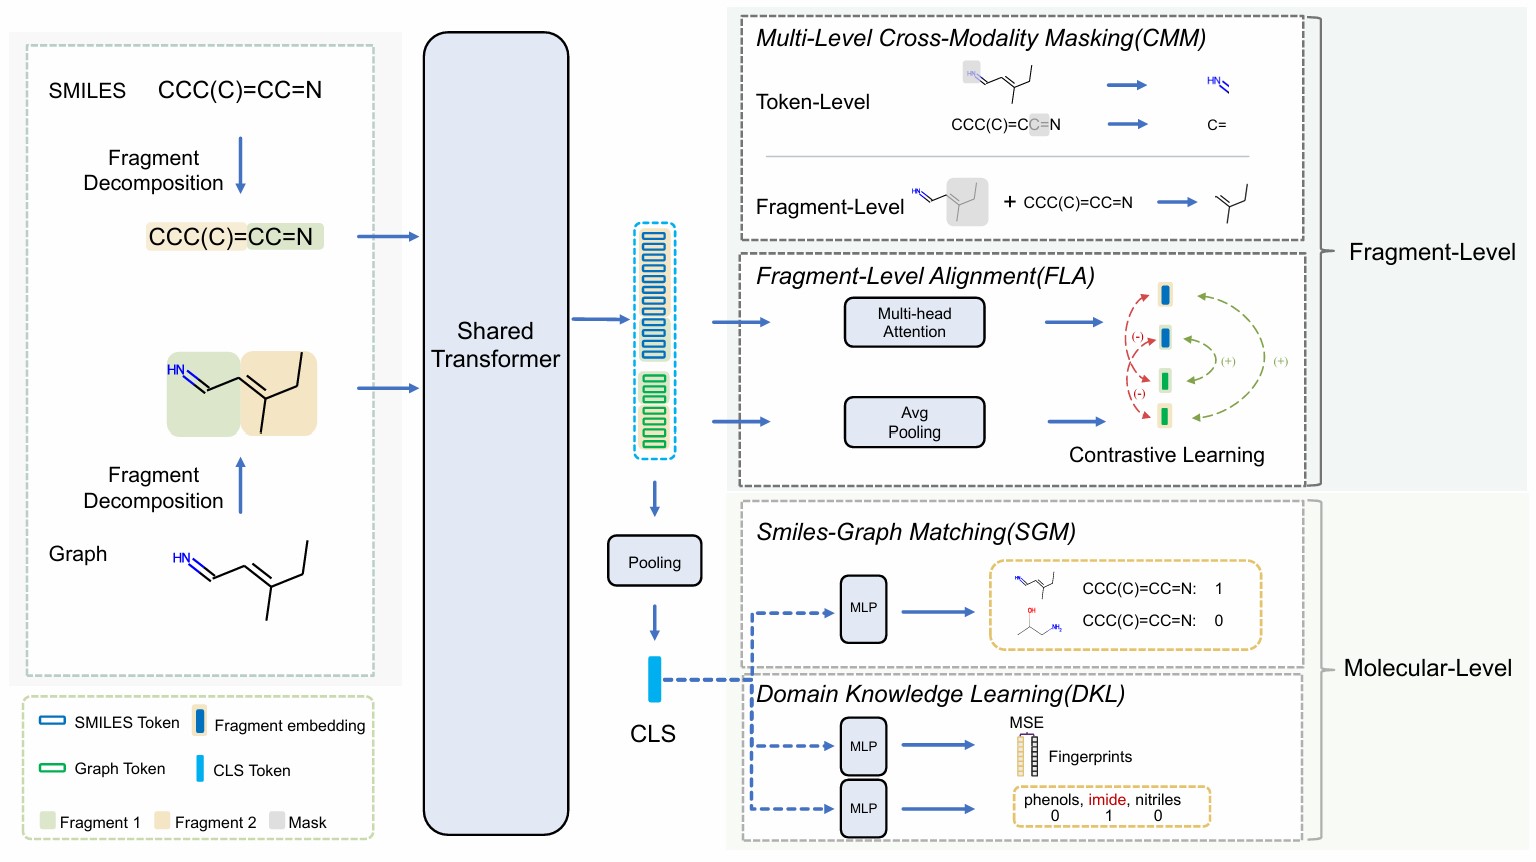 SMILES CCC(C)=CC=N
Fragment
Decomposition
CCC(C)=CC=N
HN
Fragment
Decomposition
Graph
HN
SMILES Token
Fragment embedding
Graph Token
CLS Token
Fragment 1
Fragment 2
Mask
Shared
Transformer
Pooling
CLS
Multi-Level Cross-Modality Masking(CMM)
Token-Level
HN
HN
CCC(C)=CC=N
C=
Fragment-Level
HN
+ CCC(C)=CC=N
Fragment-Level Alignment(FLA)
Multi-head
Attention
Avg
Pooling
(-)
(-)
(+)
(+)
Contrastive Learning
Fragment-Level
Smiles-Graph Matching(SGM)
MLP
HN
CCC(C)=CC=N: 1
OH
NH₂
CCC(C)=CC=N: 0
Domain Knowledge Learning(DKL)
MLP
MSE
Fingerprints
MLP
phenols, imide, nitriles
0 1 0
Molecular-Level